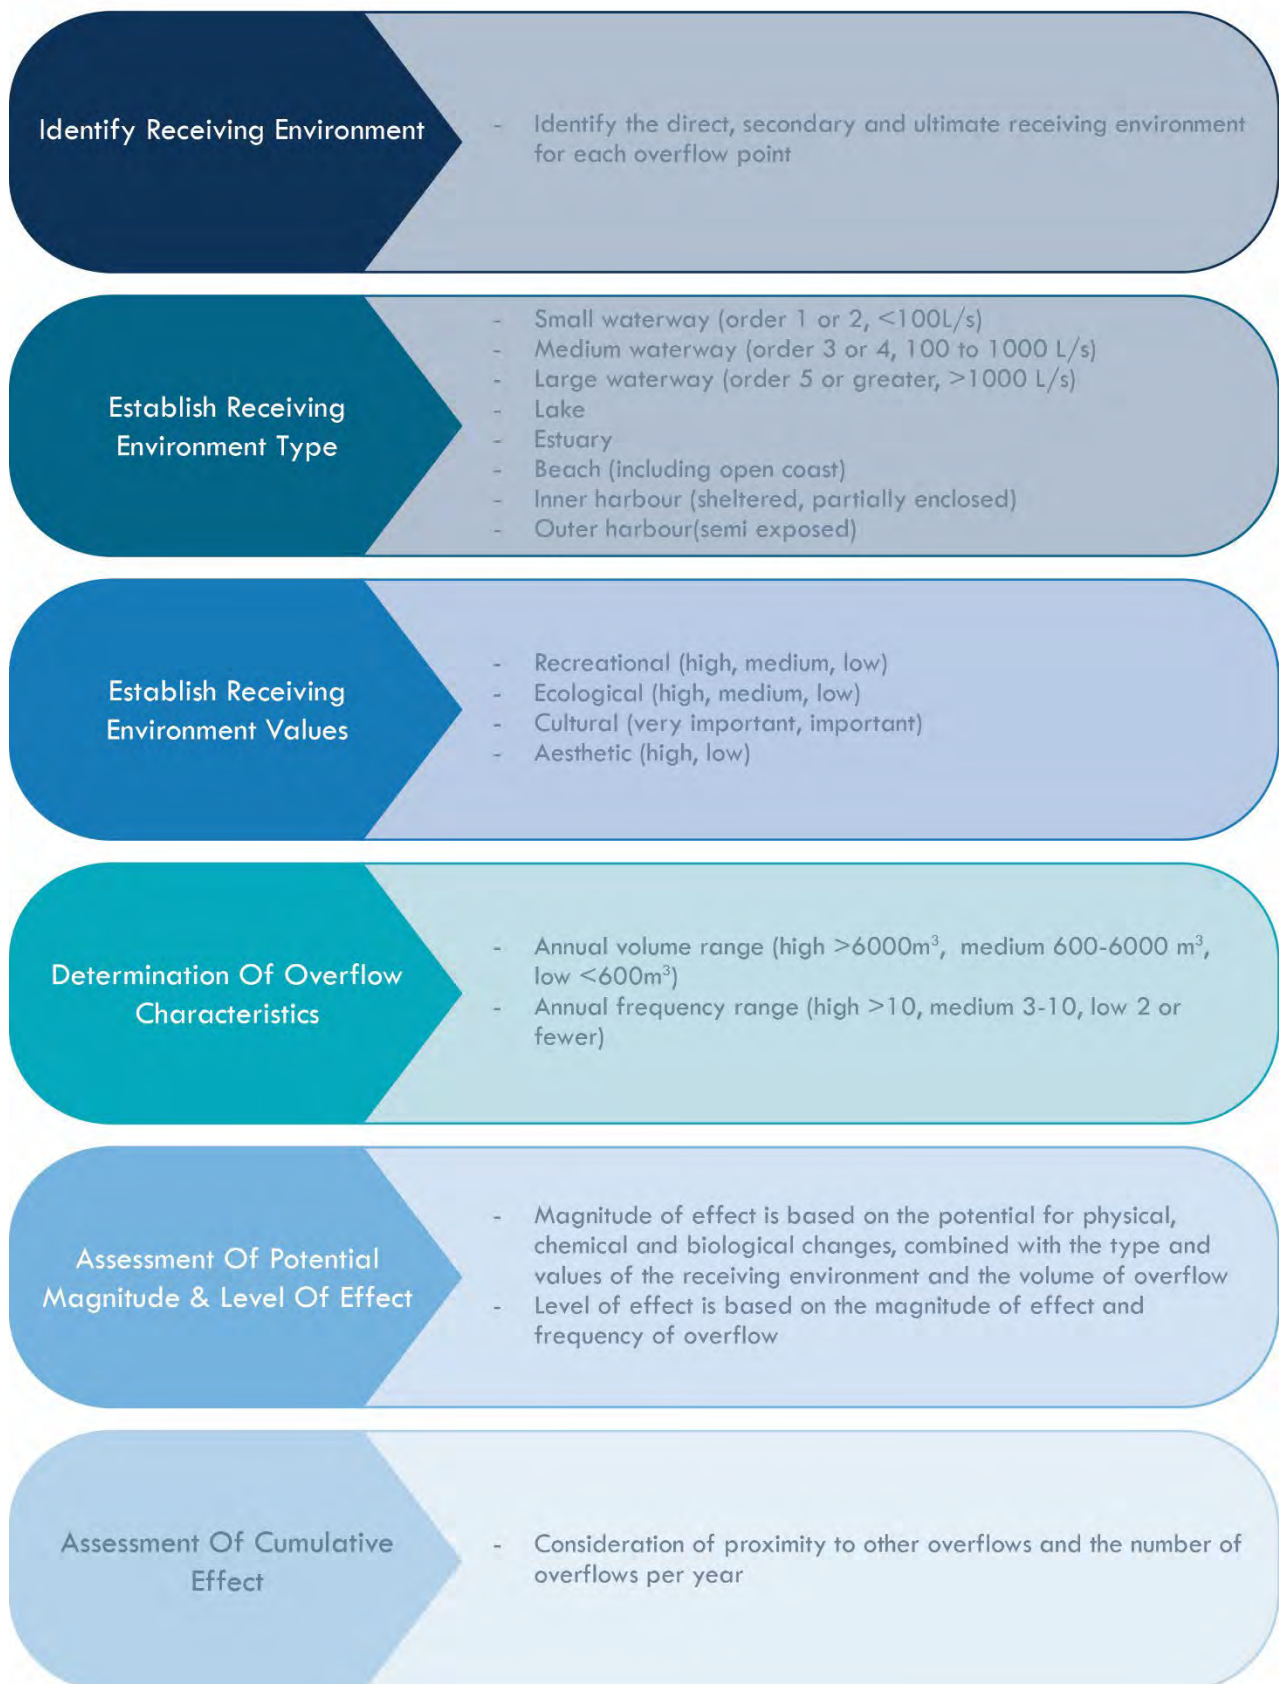 Identify Receiving Environment
- Identify the direct, secondary and ultimate receiving environment
for each overflow point
Establish Receiving
Environment Type
- Small waterway (order 1 or 2, <100L/s)
- Medium waterway (order 3 or 4, 100 to 1000 L/s)
- Large waterway (order 5 or greater, >1000 L/s)
- Lake
- Estuary
- Beach (including open coast)
- Inner harbour (sheltered, partially enclosed)
- Outer harbour(semi exposed)
Establish Receiving
Environment Values
- Recreational (high, medium, low)
- Ecological (high, medium, low)
- Cultural (very important, important)
- Aesthetic (high, low)
Determination Of Overflow
Characteristics
- Annual volume range (high >6000m³, medium 600-6000 m³,
low <600m³)
- Annual frequency range (high >10, medium 3-10, low 2 or
fewer)
Assessment Of Potential
Magnitude & Level Of Effect
- Magnitude of effect is based on the potential for physical,
chemical and biological changes, combined with the type and
values of the receiving environment and the volume of overflow
- Level of effect is based on the magnitude of effect and
frequency of overflow
Assessment Of Cumulative
Effect
- Consideration of proximity to other overflows and the number of
overflows per year